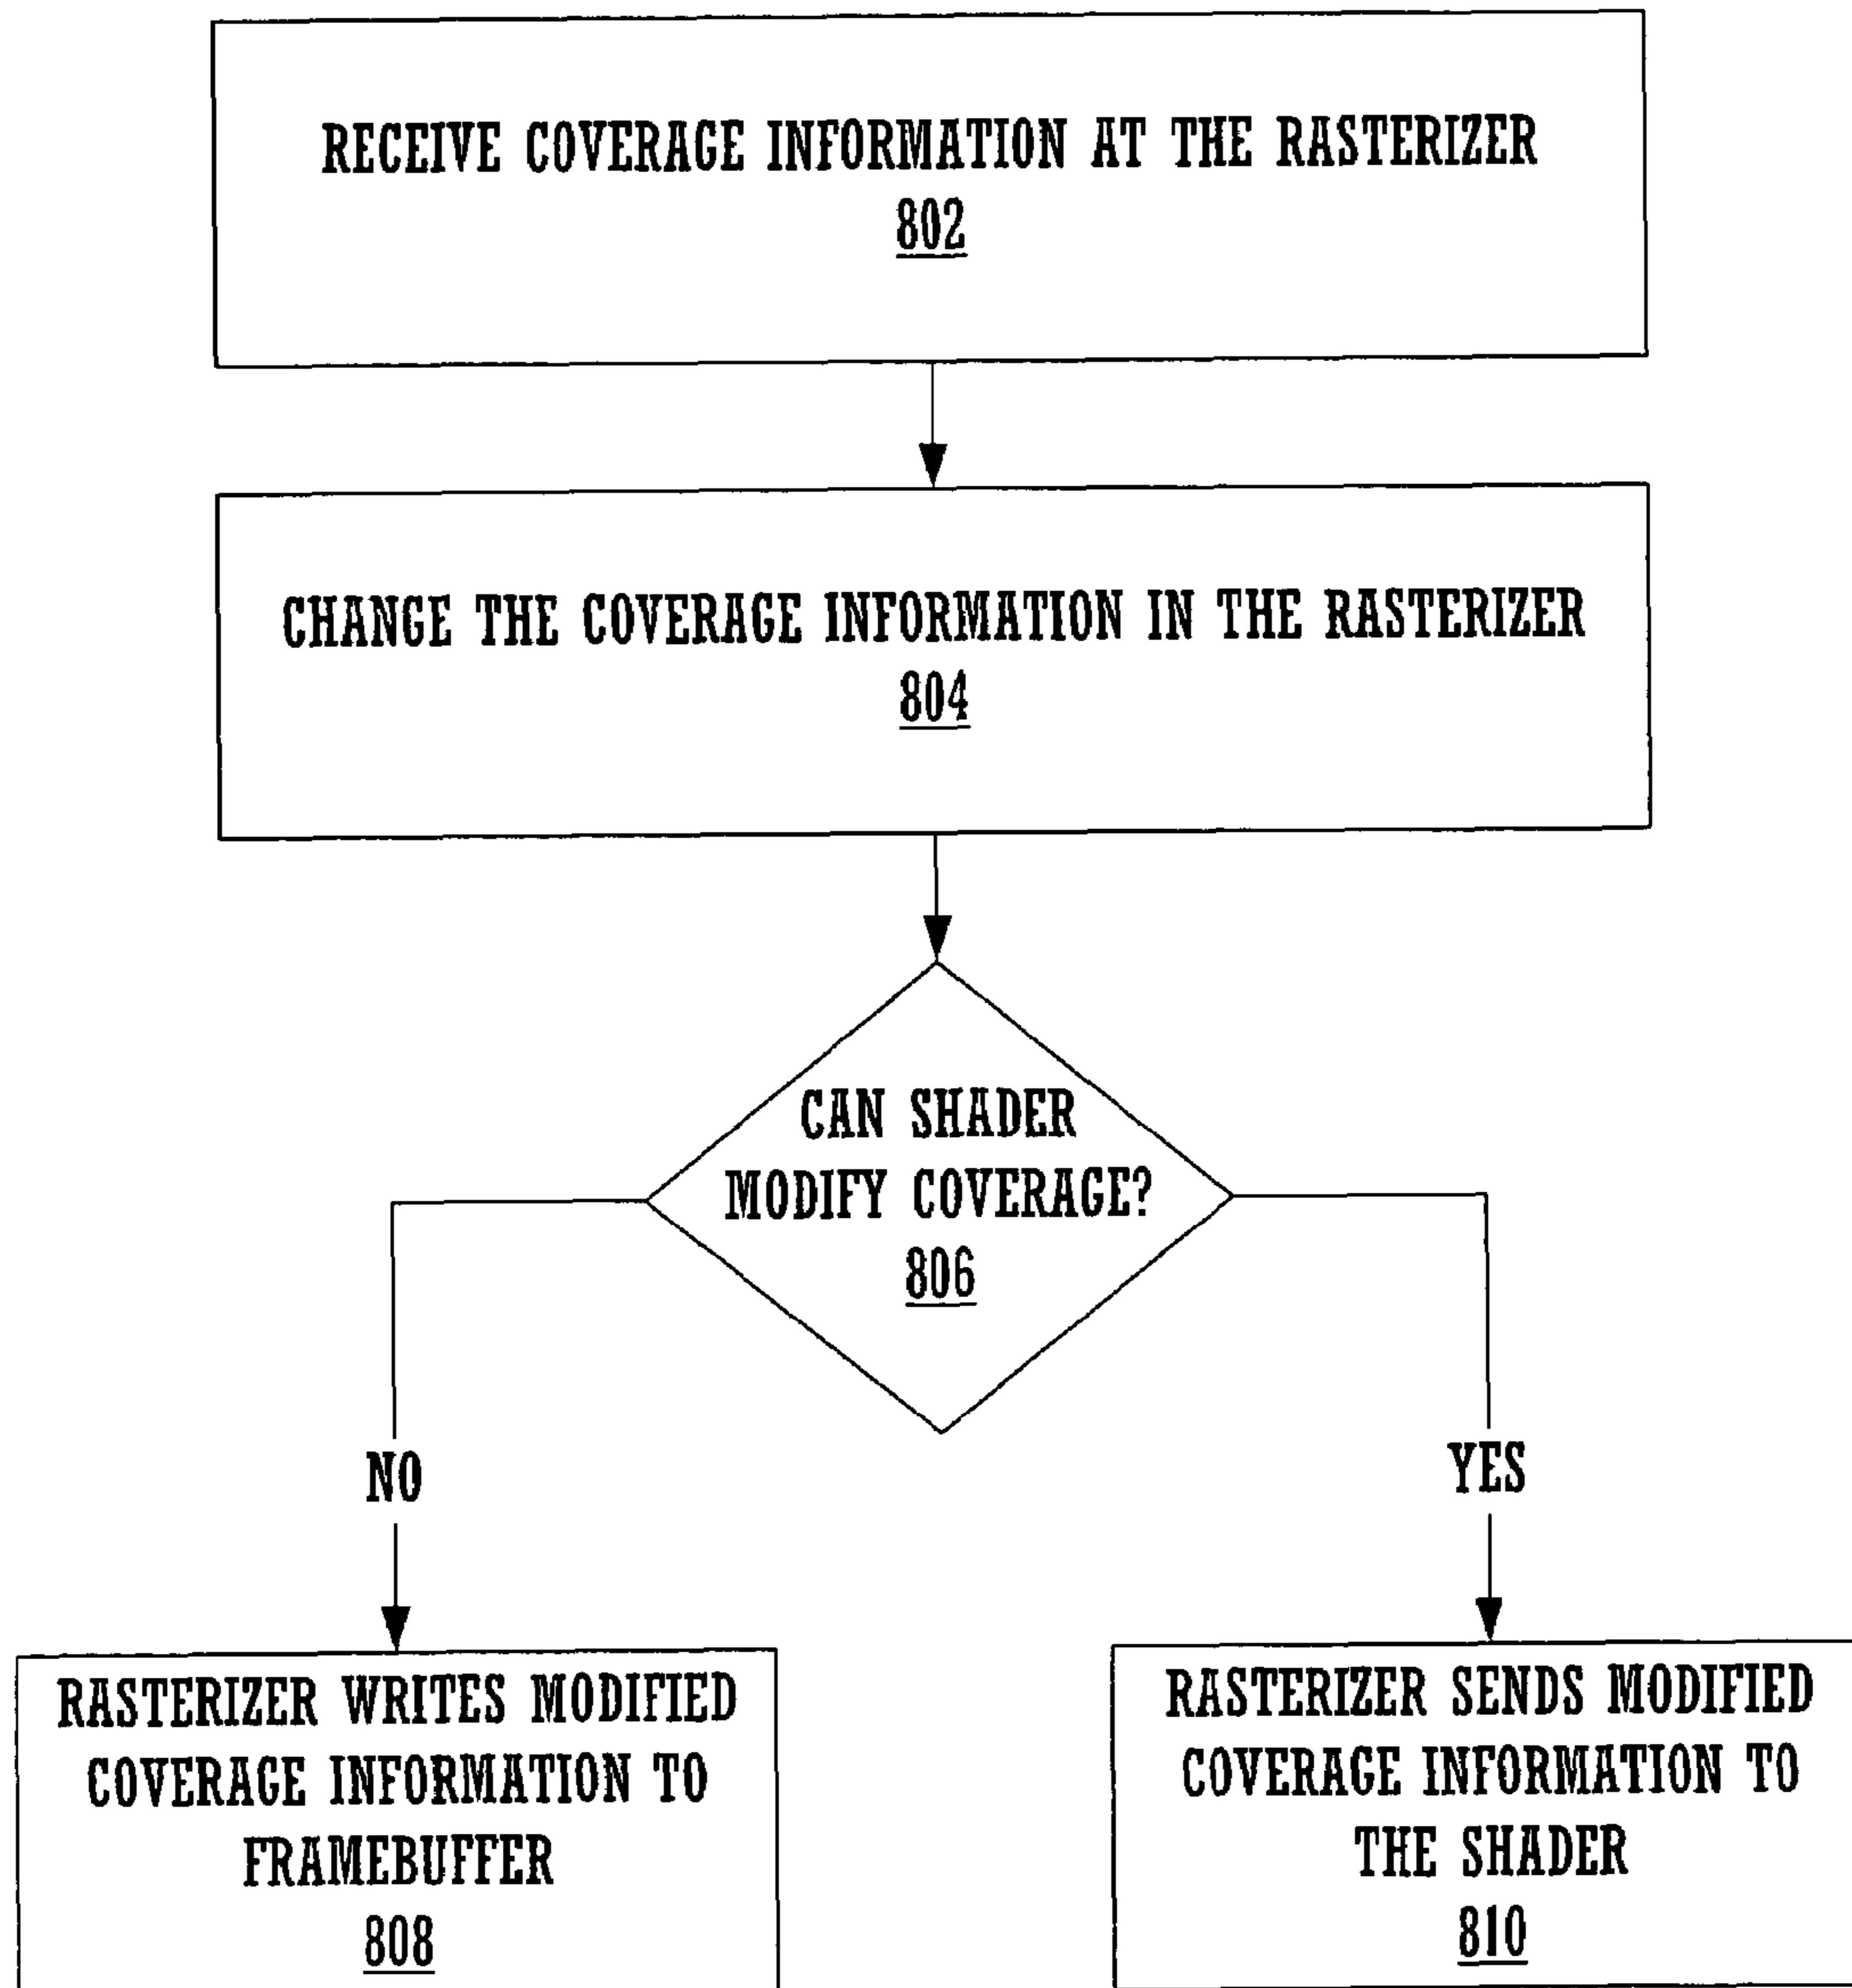 RECEIVE COVERAGE INFORMATION AT THE RASTERIZER
802
CHANGE THE COVERAGE INFORMATION IN THE RASTERIZER
804
CAN SHADER
MODIFY COVERAGE?
806
NO
YES
RASTERIZER WRITES MODIFIED
COVERAGE INFORMATION TO
FRAMEBUFFER
808
RASTERIZER SENDS MODIFIED
COVERAGE INFORMATION TO
THE SHADER
810